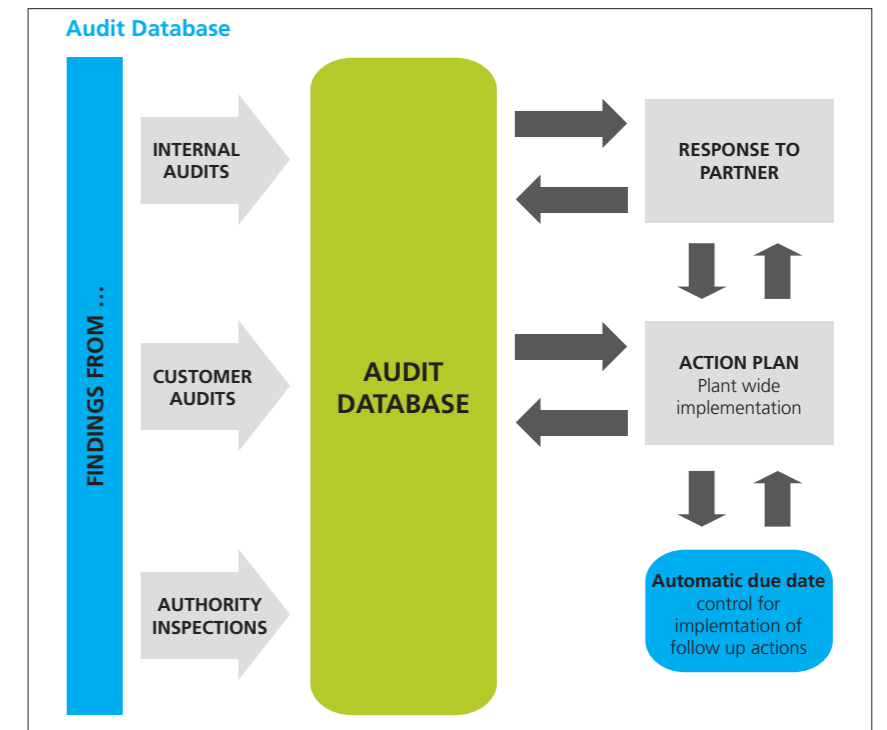 Audit Database
FINDINGS FROM ...
INTERNAL
AUDITS
CUSTOMER
AUDITS
AUTHORITY
INSPECTIONS
AUDIT
DATABASE
RESPONSE TO
PARTNER
ACTION PLAN
Plant wide
implementation
Automatic due date
control for
implemtation of
follow up actions